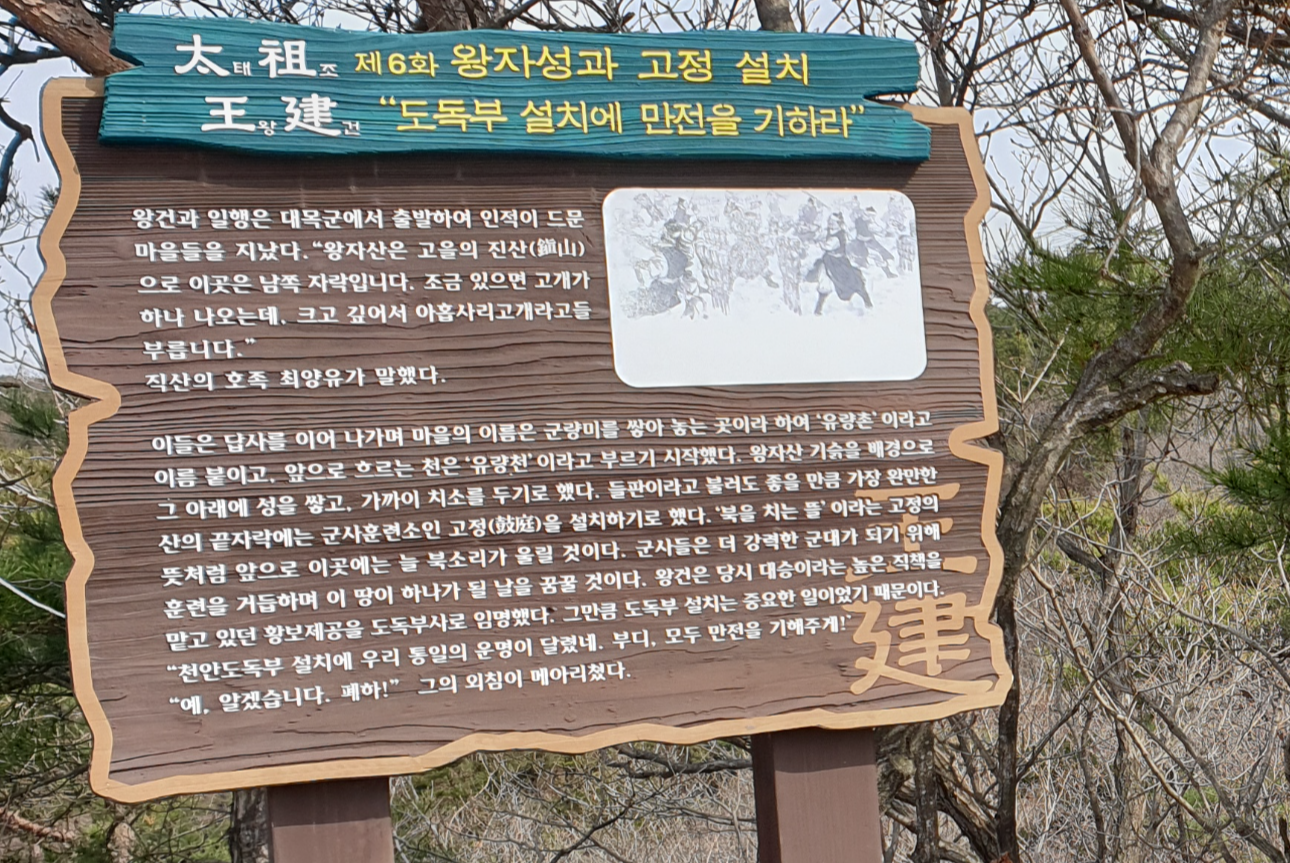 太태祖조 제6화 왕자성과 고정 설치
王왕建건 “도독부 설치에 만전을 기하라”
왕건과 일행은 대목군에서 출발하여 인적이 드문
마을들을 지났다. “왕자산은 고을의 진산(鎭山)
으로 이곳은 남쪽 자락입니다. 조금 있으면 고개가
하나 나오는데, 크고 깊어서 아홉사리고개라고들
부릅니다.”
직산의 호족 최양유가 말했다.
이들은 답사를 이어 나가며 마을의 이름은 군량미를 쌓아 놓는 곳이라 하여 ‘유량촌’ 이라고
이름 붙이고, 앞으로 흐르는 천은 ‘유량천’ 이라고 부르기 시작했다. 왕자산 기슭을 배경으로
그 아래에 성을 쌓고, 가까이 치소를 두기로 했다. 들판이라고 불러도 좋을 만큼 가장 완만한
산의 끝자락에는 군사훈련소인 고정(鼓庭)을 설치하기로 했다. ‘북을 치는 뜰’ 이라는 고정의
뜻처럼 앞으로 이곳에는 늘 북소리가 울릴 것이다. 군사들은 더 강력한 군대가 되기 위해
훈련을 거듭하며 이 땅이 하나가 될 날을 꿈꿀 것이다. 왕건은 당시 대승이라는 높은 직책을
맡고 있던 황보제공을 도독부사로 임명했다. 그만큼 도독부 설치는 중요한 일이었기 때문이다.
“천안도독부 설치에 우리 통일의 운명이 달렸네. 부디, 모두 만전을 기해주게!”
“예, 알겠습니다. 폐하!” 그의 외침이 메아리쳤다.
王
建